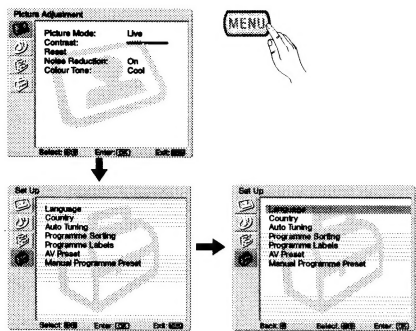 Picture Adjustment
Picture Mode: Live
Contrast:
Reset
Noise Reduction: On
Colour Tone: Cool
Select: Enter: Exit:
MENU
Set Up
Language
Country
Auto Tuning
Programme Sorting
Programme Labels
AV Preset
Manual Programme Preset
Select: Enter: Exit:
Set Up
Language
Country
Auto Tuning
Programme Sorting
Programme Labels
AV Preset
Manual Programme Preset
Back: Select: Enter: